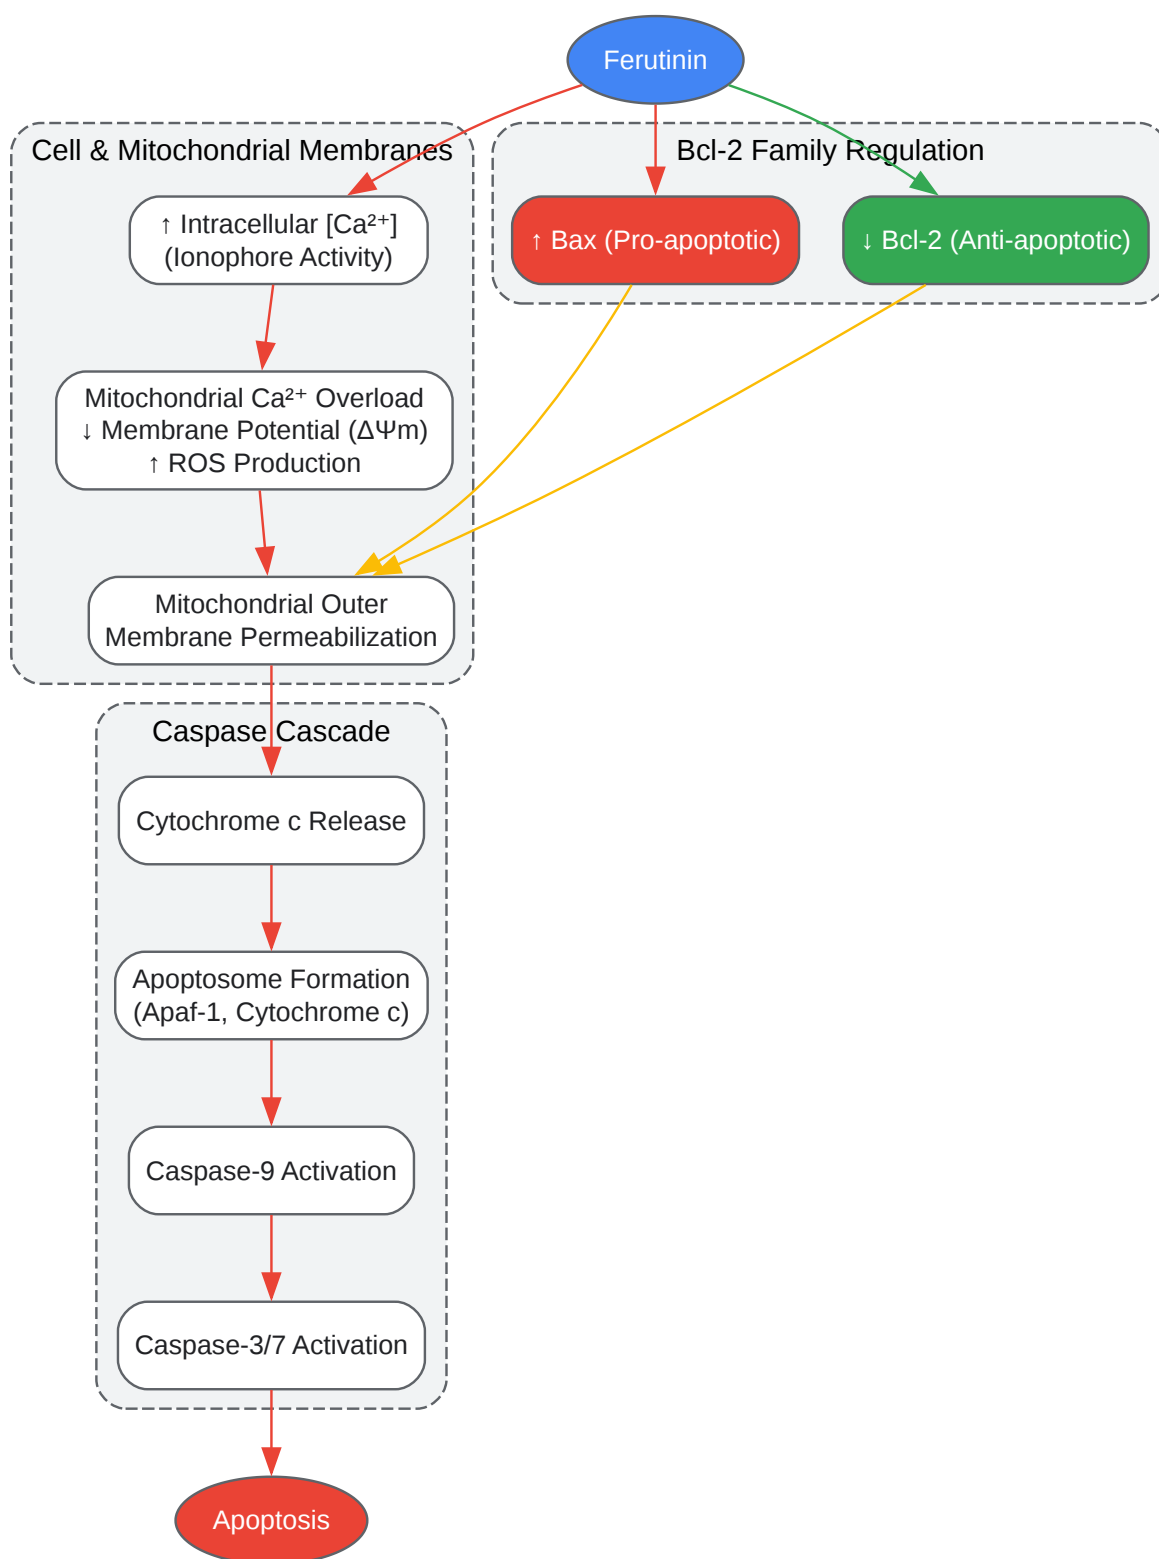 Ferutinin
Cell & Mitochondrial Membranes
Bcl-2 Family Regulation
↑ Intracellular [Ca²⁺]
(Ionophore Activity)
↑ Bax (Pro-apoptotic)
↓ Bcl-2 (Anti-apoptotic)
Mitochondrial Ca²⁺ Overload
↓ Membrane Potential (ΔΨm)
↑ ROS Production
Mitochondrial Outer
Membrane Permeabilization
Caspase Cascade
Cytochrome c Release
Apoptosome Formation
(Apaf-1, Cytochrome c)
Caspase-9 Activation
Caspase-3/7 Activation
Apoptosis